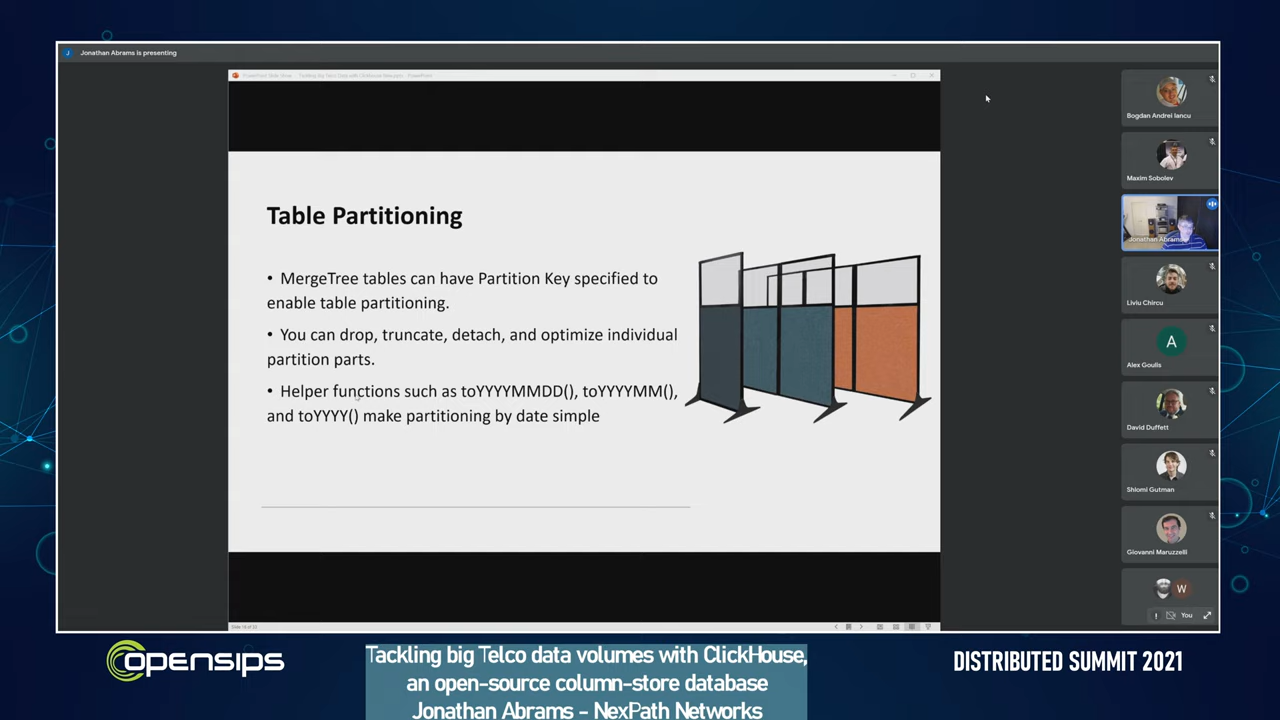 Jonathan Abrams is presenting
Table Partitioning
• MergeTree tables can have Partition Key specified to
enable table partitioning.
• You can drop, truncate, detach, and optimize individual
partition parts.
• Helper functions such as toYYYYMMDD(), toYYYYMM(),
and toYYYY() make partitioning by date simple
Bogdan Andrei Iancu
Maxim Sobolev
Jonathan Abrams
Liviu Chircu
A
Alex Goulis
David Duffett
Shlomi Gutman
Giovanni Maruzzelli
W
You
OPENSIPS
Tackling big Telco data volumes with ClickHouse,
an open-source column-store database
Jonathan Abrams - NexPath Networks
DISTRIBUTED SUMMIT 2021